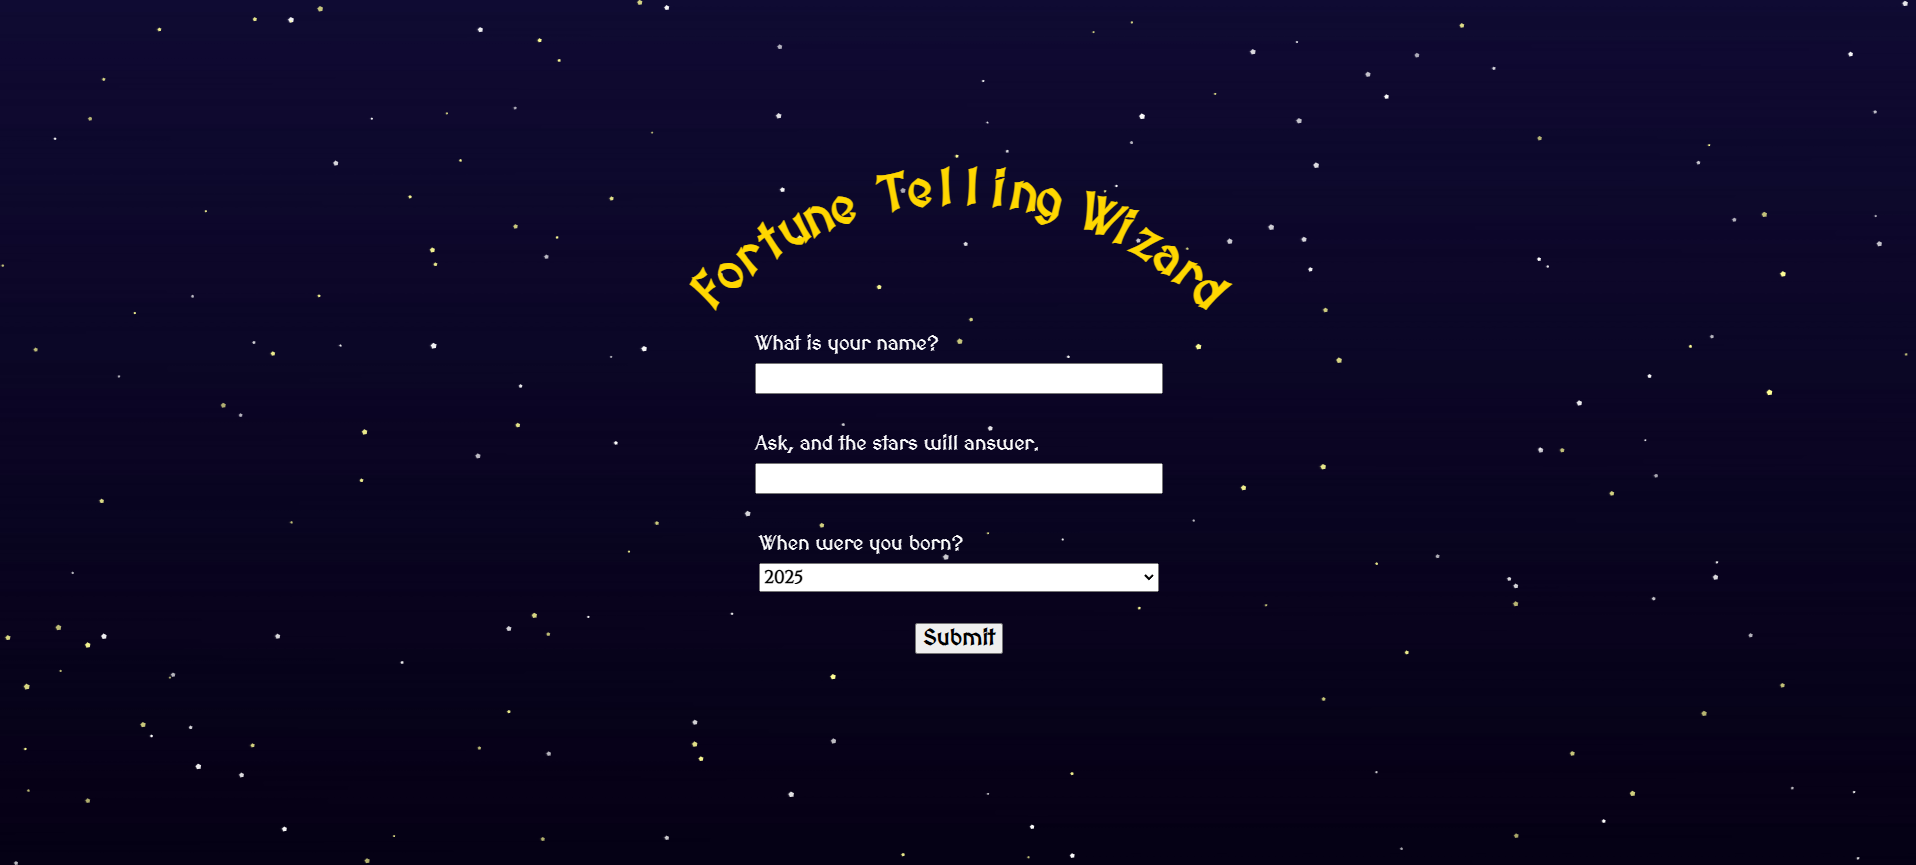 Fortune Telling Wizard
What is your name?
Ask, and the stars will answer.
When were you born?
2025
Submit